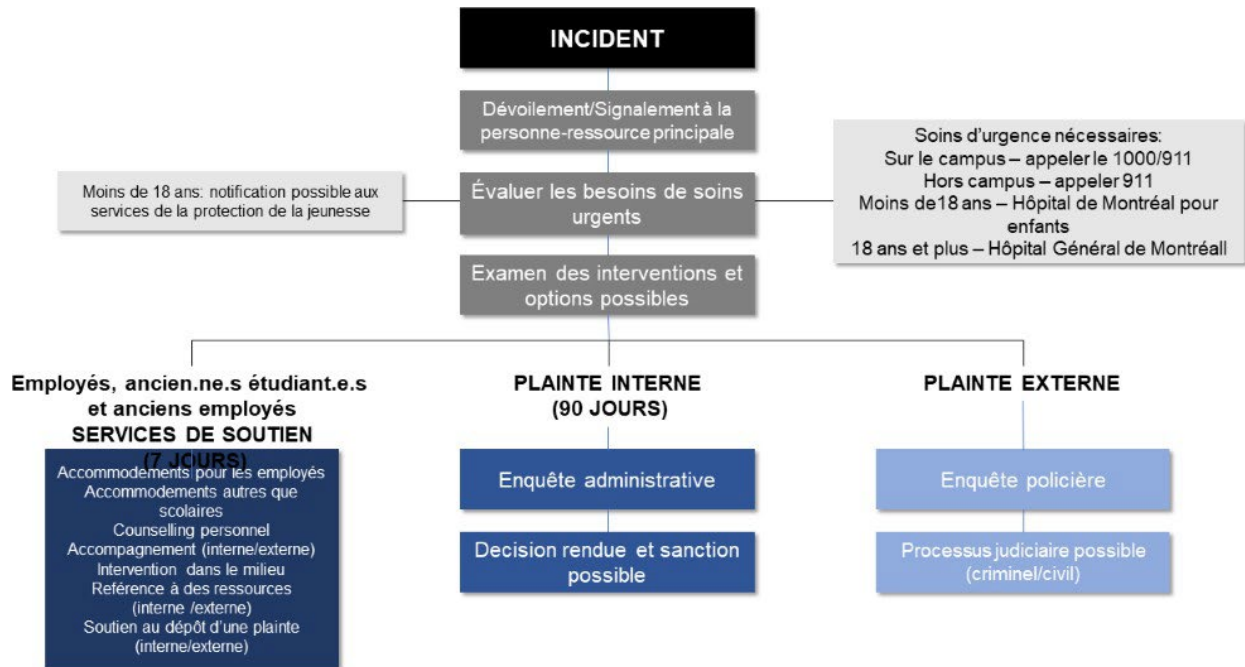 INCIDENT
Dévoilement/Signalement à la
personne-ressource principale
Moins de 18 ans: notification possible aux
services de la protection de la jeunesse
Évaluer les besoins de soins
urgents
Soins d'urgence nécessaires:
Sur le campus – appeler le 1000/911
Hors campus – appeler 911
Moins de18 ans – Hôpital de Montréal pour
enfants
18 ans et plus – Hôpital Général de Montréall
Examen des interventions et
options possibles
Employés, ancien.ne.s étudiant.e.s
et anciens employés
SERVICES DE SOUTIEN
(7 JOURS)
Accommodements pour les employés
Accommodements autres que
scolaires
Counselling personnel
Accompagnement (interne/externe)
Intervention dans le milieu
Reférence à des ressources
(interne /externe)
Soutien au dépôt d'une plainte
(interne/externe)
PLAINTE INTERNE
(90 JOURS)
Enquête administrative
Decision rendue et sanction
possible
PLAINTE EXTERNE
Enquête policière
Processus judiciaire possible
(criminel/civil)